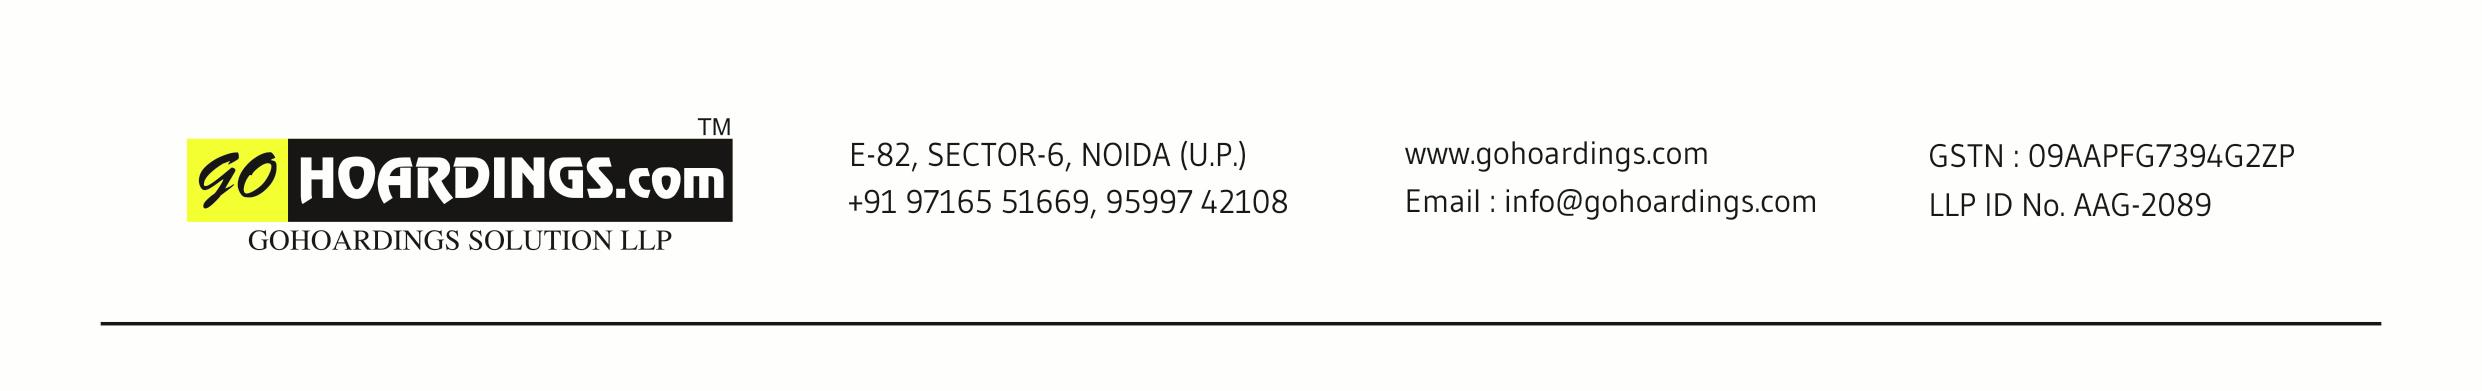 TM
GO HOARDINGS.com
GOHOARDINGS SOLUTION LLP
E-82, SECTOR-6, NOIDA (U.P.)
+91 97165 51669, 95997 42108
www.gohoardings.com
Email : info@gohoardings.com
GSTN : 09AAPFG7394G2ZP
LLP ID No. AAG-2089